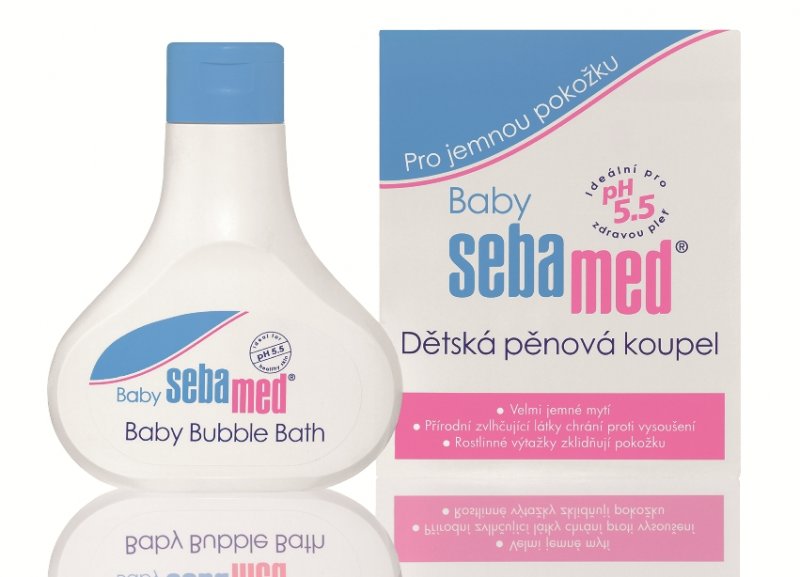 Baby
sebamed®
ideal for
pH 5.5
healthy skin
Baby Bubble Bath
Pro jemnou pokožku
Ideální pro
pH
5.5
zdravou pleť
Baby
sebamed®
Dětská pěnová koupel
• Velmi jemné mytí
• Přírodní zvlhčující látky chrání proti vysoušení
• Rostlinné výtažky zklidňují pokožku